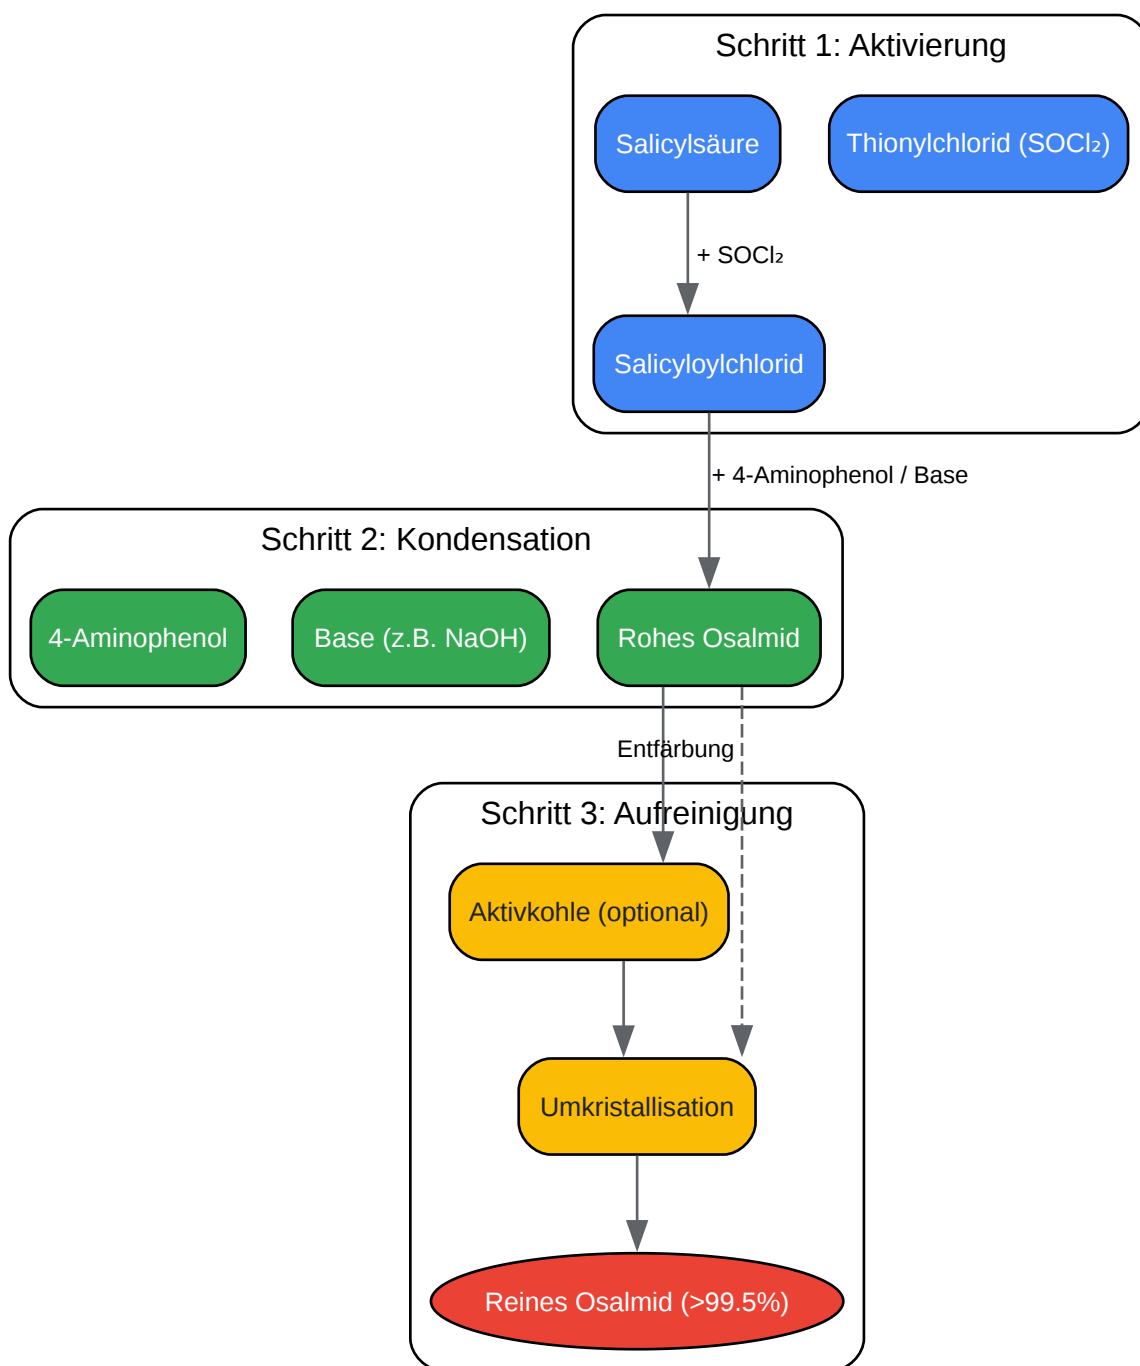 Schritt 1: Aktivierung
Salicylsäure
Thionylchlorid (SOCl₂)
+ SOCl₂
Salicyloylchlorid
+ 4-Aminophenol / Base
Schritt 2: Kondensation
4-Aminophenol
Base (z.B. NaOH)
Rohes Osalmid
Entfärbung
Schritt 3: Aufreinigung
Aktivkohle (optional)
Umkristallisation
Reines Osalmid (>99.5%)